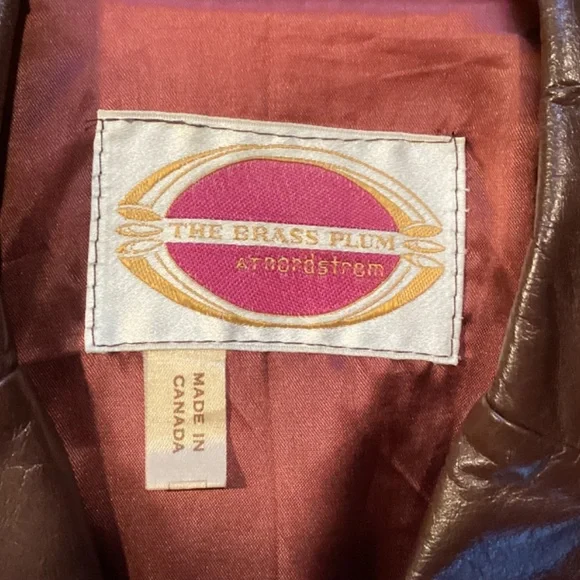 THE BRASS PLUM
AT nordstrom
MADE IN
CANADA